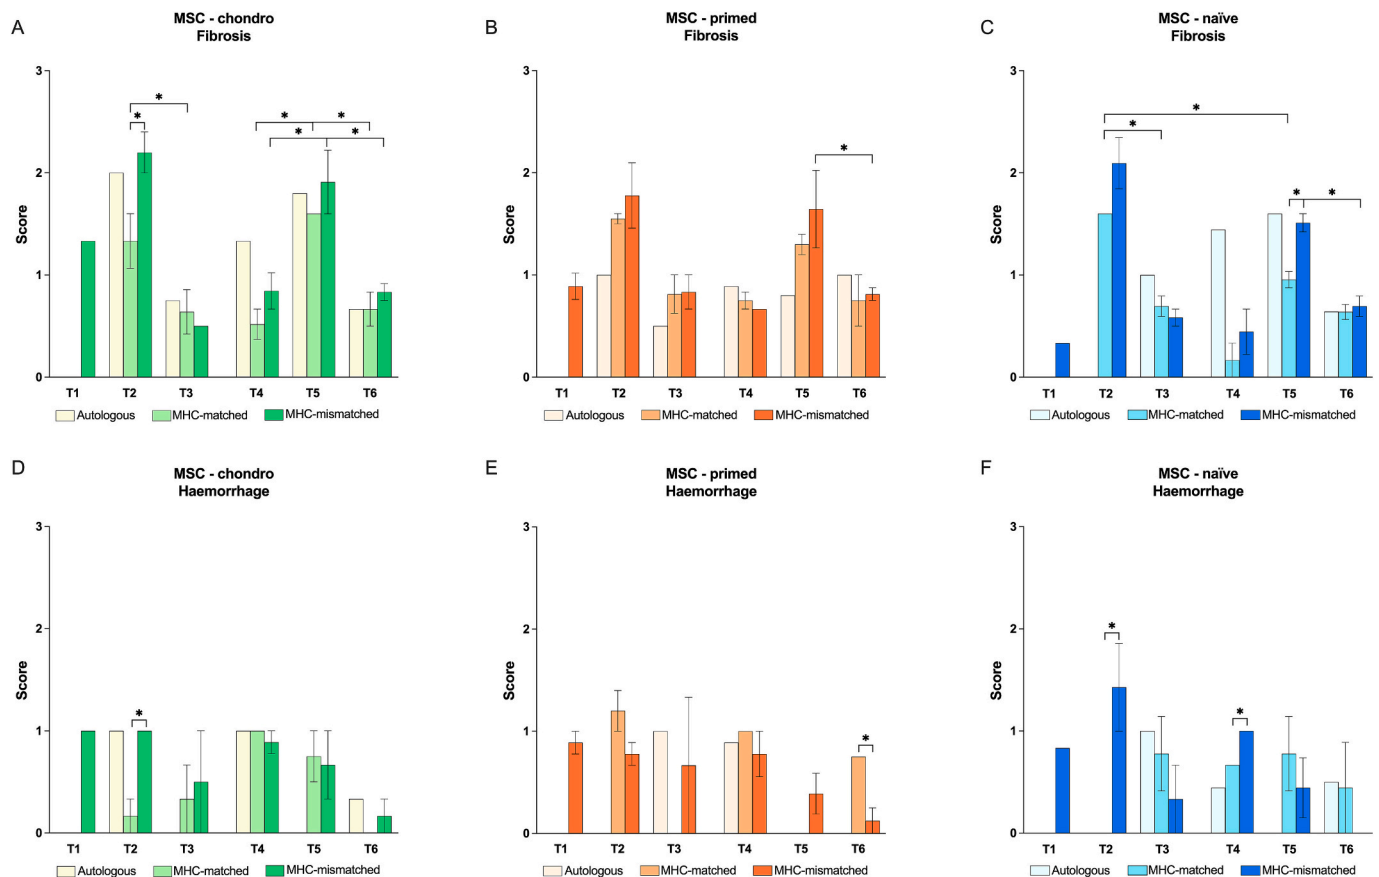 A
MSC - chondro
Fibrosis
3
2
1
0
Score
*
*
*
*
*
*
T1 T2 T3 T4 T5 T6
Autologous MHC-matched MHC-mismatched
B
MSC - primed
Fibrosis
3
2
1
0
Score
*
T1 T2 T3 T4 T5 T6
Autologous MHC-matched MHC-mismatched
C
MSC - naïve
Fibrosis
3
2
1
0
Score
*
*
*
*
T1 T2 T3 T4 T5 T6
Autologous MHC-matched MHC-mismatched
D
MSC - chondro
Haemorrhage
3
2
1
0
Score
*
T1 T2 T3 T4 T5 T6
Autologous MHC-matched MHC-mismatched
E
MSC - primed
Haemorrhage
3
2
1
0
Score
*
T1 T2 T3 T4 T5 T6
Autologous MHC-matched MHC-mismatched
F
MSC - naïve
Haemorrhage
3
2
1
0
Score
*
*
T1 T2 T3 T4 T5 T6
Autologous MHC-matched MHC-mismatched